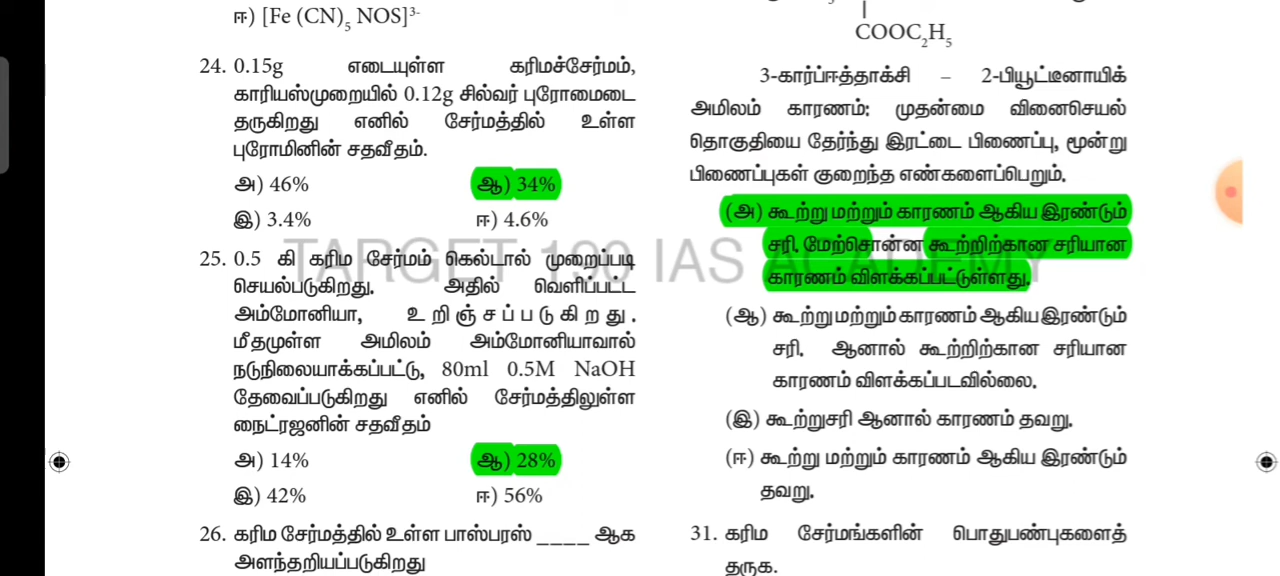 ஈ) [Fe (CN)₅ NOS]³⁻
24. 0.15g எடையுள்ள கரிமச்சேர்மம்,
காரியஸ்முறையில் 0.12g சில்வர் புரோமைடை
தருகிறது எனில் சேர்மத்தில் உள்ள
புரோமினின் சதவீதம்.
அ) 46% ஆ) 34%
இ) 3.4% ஈ) 4.6%
25. 0.5 கி கரிம சேர்மம் கெல்டால் முறைப்படி
செயல்படுகிறது. அதில் வெளிப்பட்ட
அம்மோனியா, உறிஞ்சப்படுகிறது.
மீதமுள்ள அமிலம் அம்மோனியாவால்
நடுநிலையாக்கப்பட்டு, 80ml 0.5M NaOH
தேவைப்படுகிறது எனில் சேர்மத்திலுள்ள
நைட்ரஜனின் சதவீதம்
அ) 14% ஆ) 28%
இ) 42% ஈ) 56%
26. கரிம சேர்மத்தில் உள்ள பாஸ்பரஸ் ____ ஆக
அளந்தறியப்படுகிறது
COOC₂H₅
3-கார்ப்ஈத்தாக்சி – 2-பியூட்டீனாயிக்
அமிலம் காரணம்: முதன்மை வினைசெயல்
தொகுதியை தேர்ந்து இரட்டை பிணைப்பு, மூன்று
பிணைப்புகள் குறைந்த எண்களைப்பெறும்.
(அ) கூற்று மற்றும் காரணம் ஆகிய இரண்டும்
சரி. மேற்சொன்ன கூற்றிற்கான சரியான
காரணம் விளக்கப்பட்டுள்ளது.
(ஆ) கூற்று மற்றும் காரணம் ஆகிய இரண்டும்
சரி. ஆனால் கூற்றிற்கான சரியான
காரணம் விளக்கப்படவில்லை.
(இ) கூற்றுசரி ஆனால் காரணம் தவறு.
(ஈ) கூற்று மற்றும் காரணம் ஆகிய இரண்டும்
தவறு.
31. கரிம சேர்மங்களின் பொதுபண்புகளைத்
தருக.
TARGET 190 IAS ACADEMY